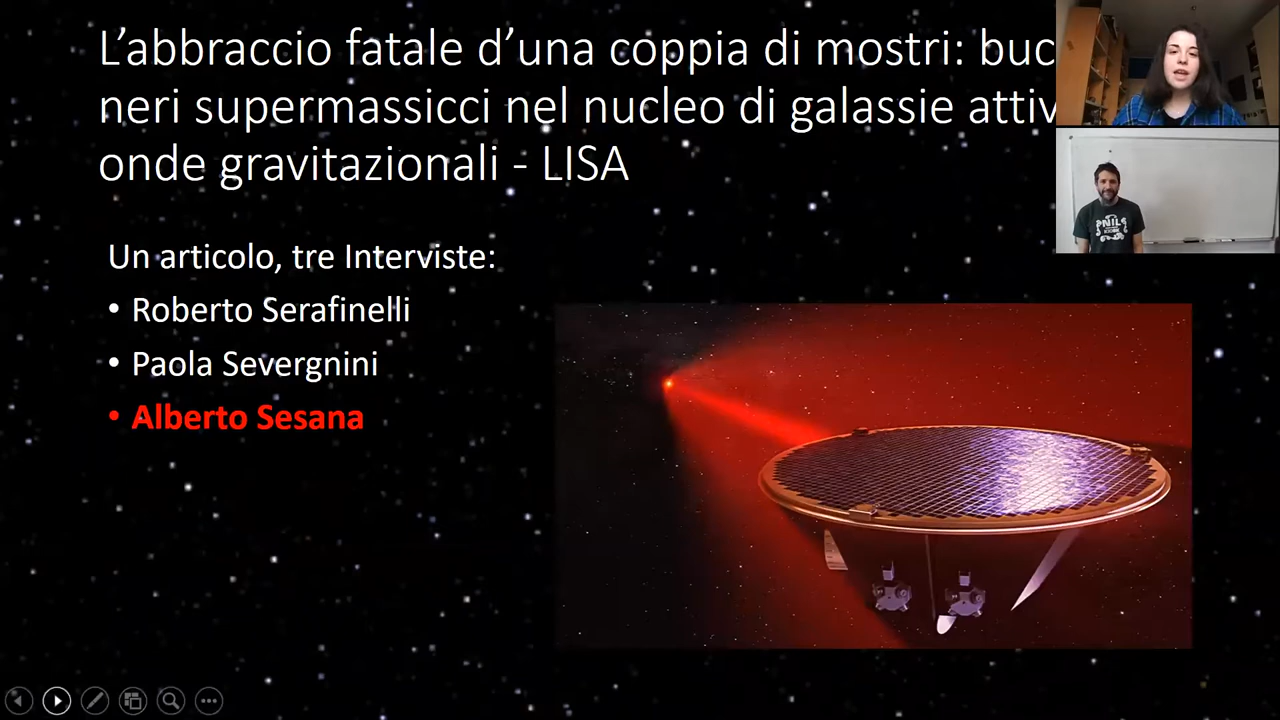 L’abbraccio fatale d’una coppia di mostri: buc
neri supermassicci nel nucleo di galassie attiv
onde gravitazionali - LISA
Un articolo, tre Interviste:
• Roberto Serafinelli
• Paola Severgnini
• Alberto Sesana